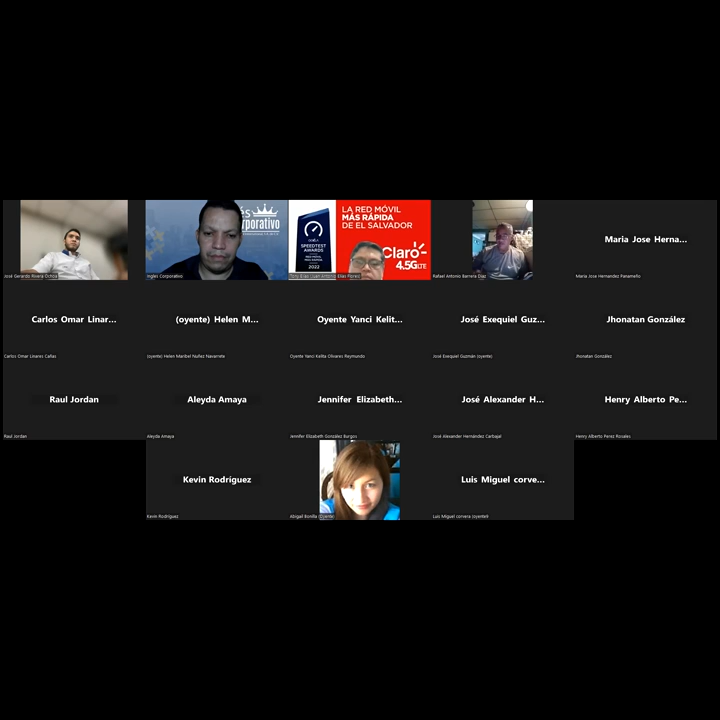 és
rporativo
LA RED MÓVIL
MÁS RÁPIDA
DE EL SALVADOR
SPEEDTEST
AWARDS
2022
Claro
4.5G LTE
José Gerardo Rivera Ochoa
Inglés Corporativo
Rafael Antonio Barrera Diaz
Maria Jose Herna...
Maria Jose Hernandez Panameño
Carlos Omar Linar...
(oyente) Helen M...
Oyente Yanci Kelit...
José Exequiel Guz...
Jhonatan González
Carlos Omar Linares Cañas
(oyente) Helen Maribel Nuñez Navarrete
Oyente Yanci Kelita Olivares Reymundo
José Exequiel Guzmán (oyente)
Jhonatan González
Raul Jordan
Aleyda Amaya
Jennifer Elizabeth...
José Alexander H...
Henry Alberto Pe...
Raul Jordan
Aleyda Amaya
Jennifer Elizabeth González Burgos
José Alexander Hernández Carbajal
Henry Alberto Perez Rosales
Kevin Rodríguez
Luis Miguel corve...
Kevin Rodríguez
Abigail Bonilla (Oyente)
Luis Miguel corvera (oyente)